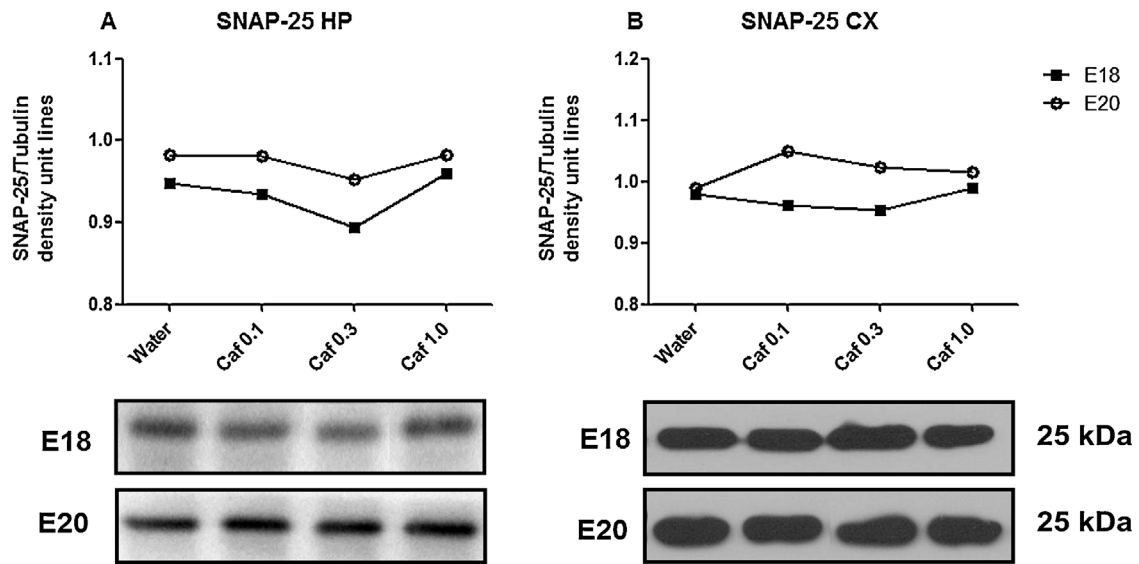 A
SNAP-25 HP
SNAP-25/Tubulin
density unit lines
1.1
1.0
0.9
0.8
Water
Caf 0.1
Caf 0.3
Caf 1.0
E18
E20
B
SNAP-25 CX
SNAP-25/Tubulin
density unit lines
1.2
1.1
1.0
0.9
0.8
Water
Caf 0.1
Caf 0.3
Caf 1.0
E18
E20
E18
25 kDa
E20
25 kDa